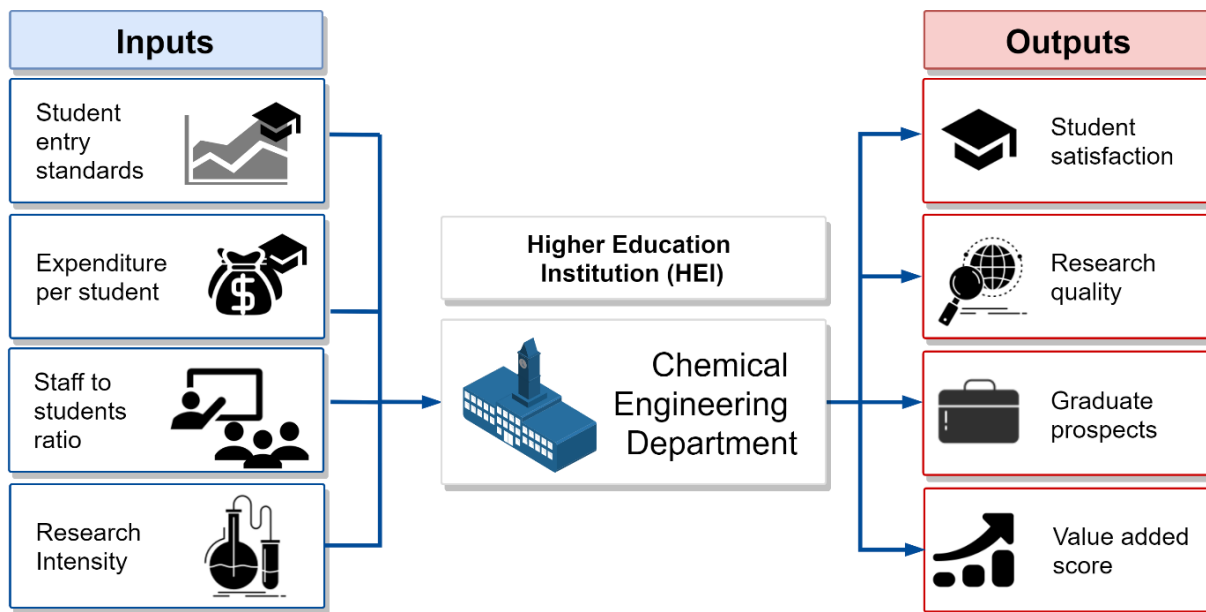 Inputs
Student
entry
standards
Expenditure
per student
$
Staff to
students
ratio
Research
Intensity
Higher Education
Institution (HEI)
Chemical
Engineering
Department
Outputs
Student
satisfaction
Research
quality
Graduate
prospects
Value added
score